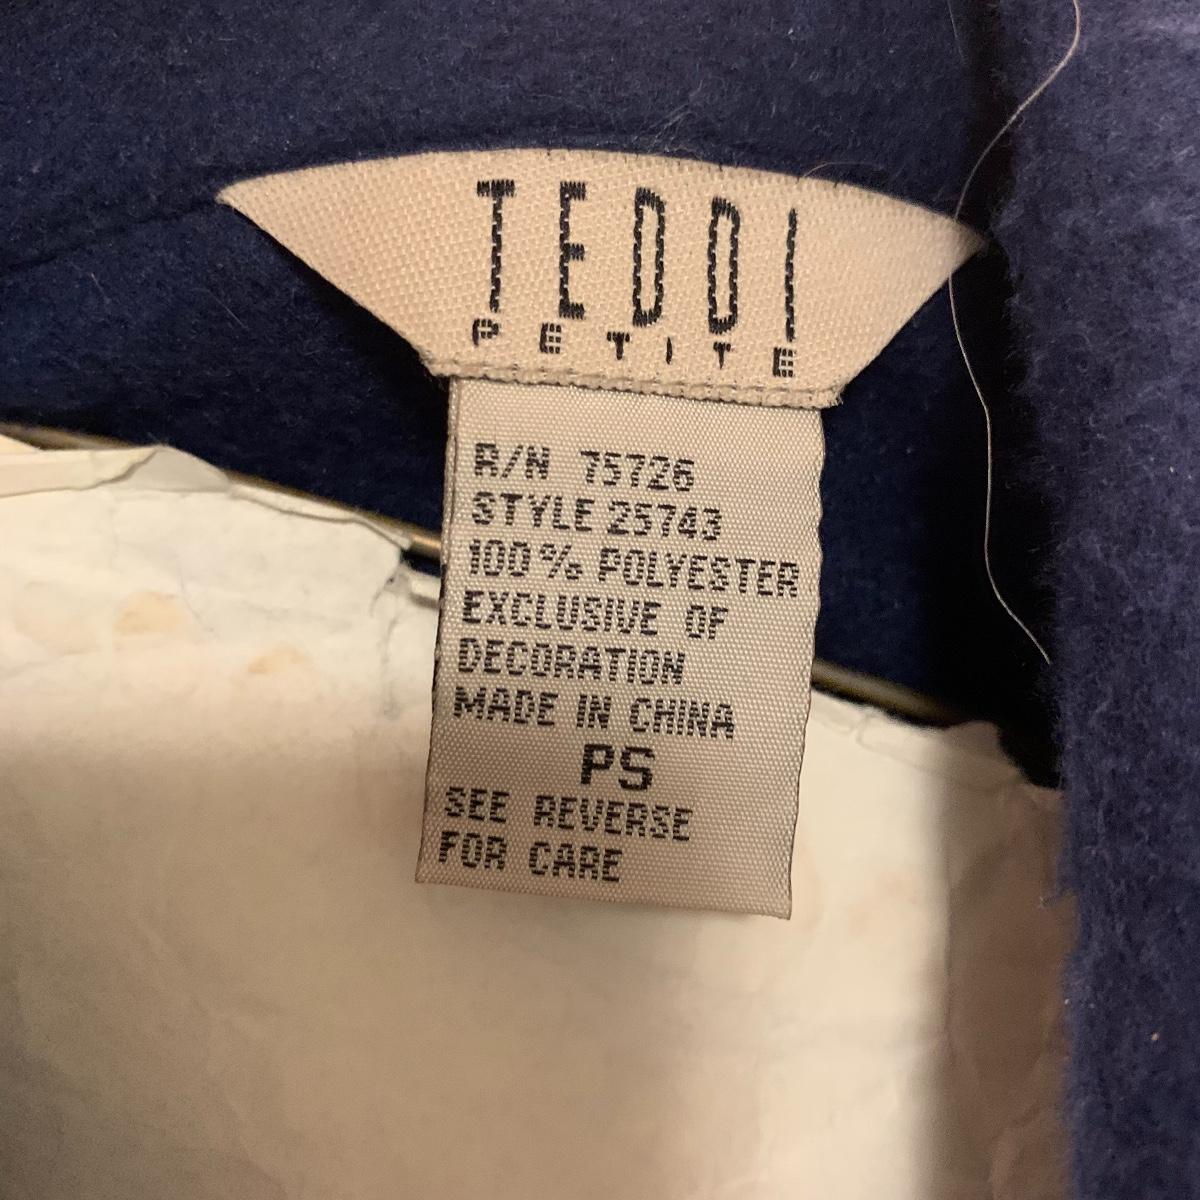 TEDDI
PETITE
R/N 75726
STYLE 25743
100% POLYESTER
EXCLUSIVE OF
DECORATION
MADE IN CHINA
PS
SEE REVERSE
FOR CARE